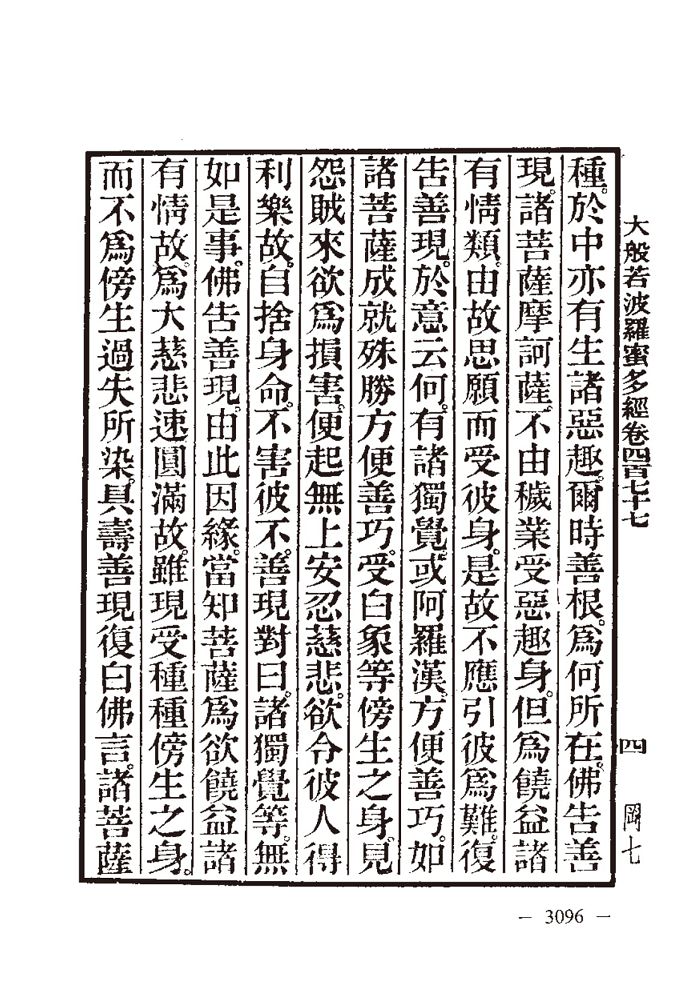 大般若波羅蜜多經卷四百七十七
四
岡七
種。於中亦有生諸惡趣。爾時善根。爲何所在。佛告善
現。諸菩薩摩訶薩。不由穢業受惡趣身。但爲饒益諸
有情類。由故思願而受彼身。是故不應引彼爲難。復
告善現。於意云何。有諸獨覺。或阿羅漢。方便善巧。如
諸菩薩成就殊勝方便善巧。受白象等傍生之身。見
怨賊來欲爲損害。便起無上安忍慈悲。欲令彼人得
利樂故。自捨身命。不害彼不。善現對曰。諸獨覺等。無
如是事。佛告善現。由此因緣。當知菩薩爲欲饒益諸
有情故。爲大慈悲速圓滿故。雖現受種種傍生之身。
而不爲傍生過失所染。具壽善現復白佛言。諸菩薩
— 3096 —